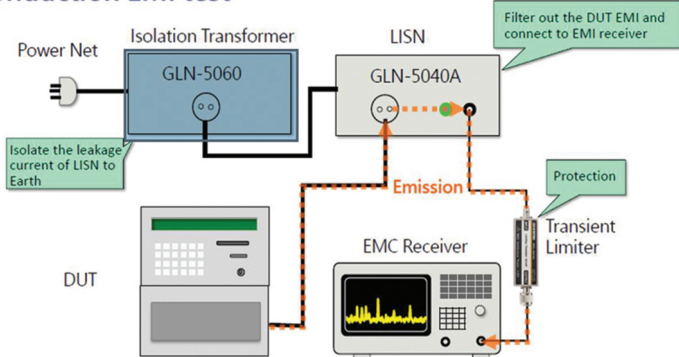 Isolation Transformer
LISN
Filter out the DUT EMI and
connect to EMI receiver
Power Net
GLN-5060
GLN-5040A
Isolate the leakage
current of LISN to
Earth
Emission
Protection
Transient
Limiter
EMC Receiver
DUT